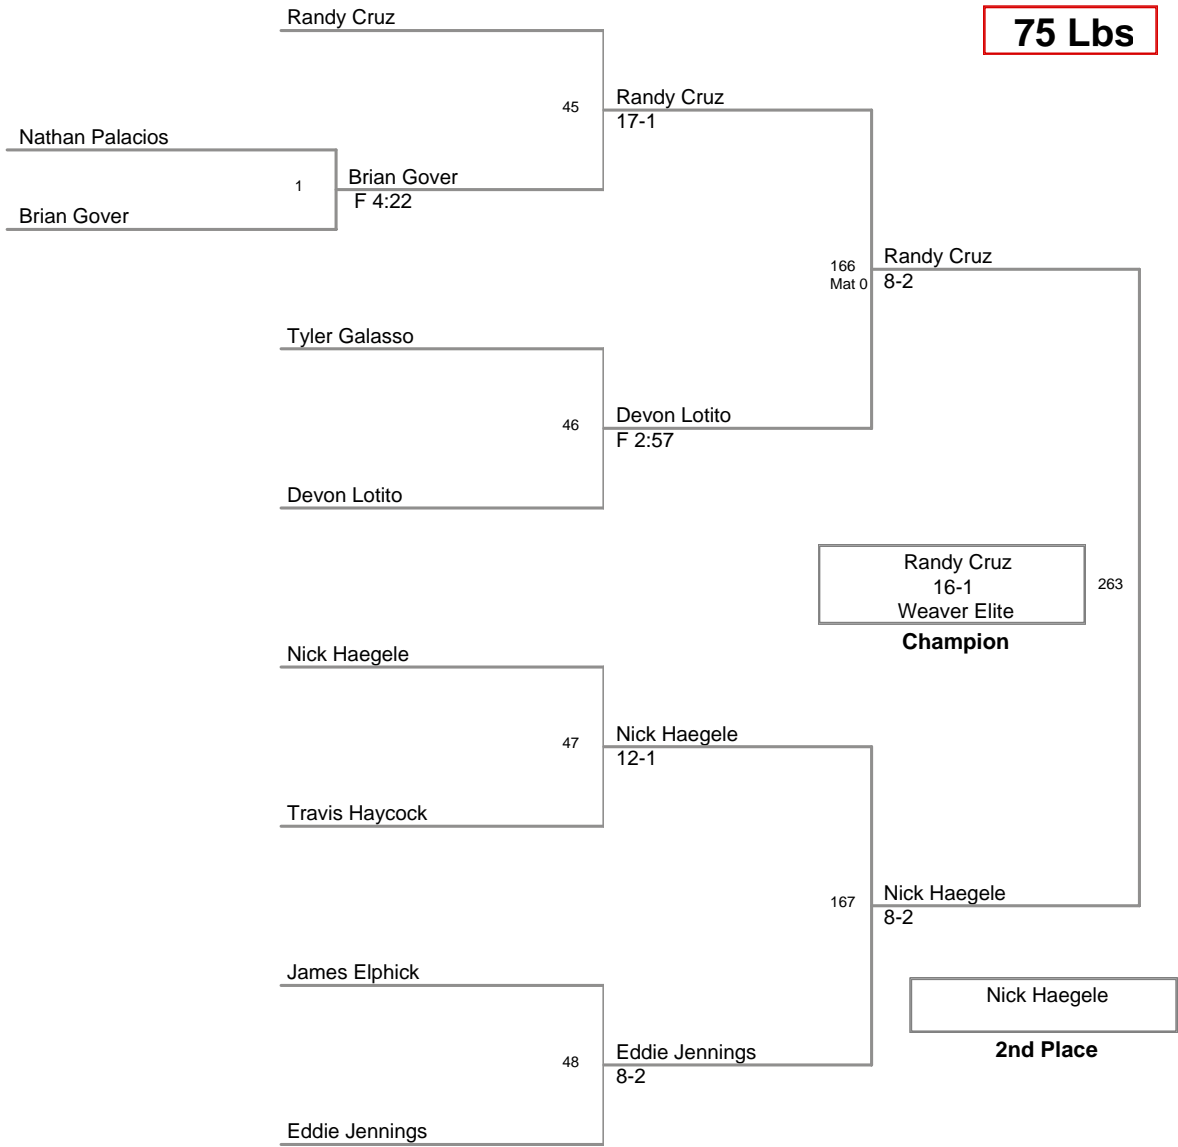 Randy Cruz
75 Lbs
45
Randy Cruz
17-1
Nathan Palacios
1
Brian Gover
F 4:22
Brian Gover
166
Mat 0
Randy Cruz
8-2
Tyler Galasso
46
Devon Lotito
F 2:57
Devon Lotito
Randy Cruz
16-1
Weaver Elite
263
Champion
Nick Haegele
47
Nick Haegele
12-1
Travis Haycock
167
Nick Haegele
8-2
James Elphick
Nick Haegele
2nd Place
48
Eddie Jennings
8-2
Eddie Jennings